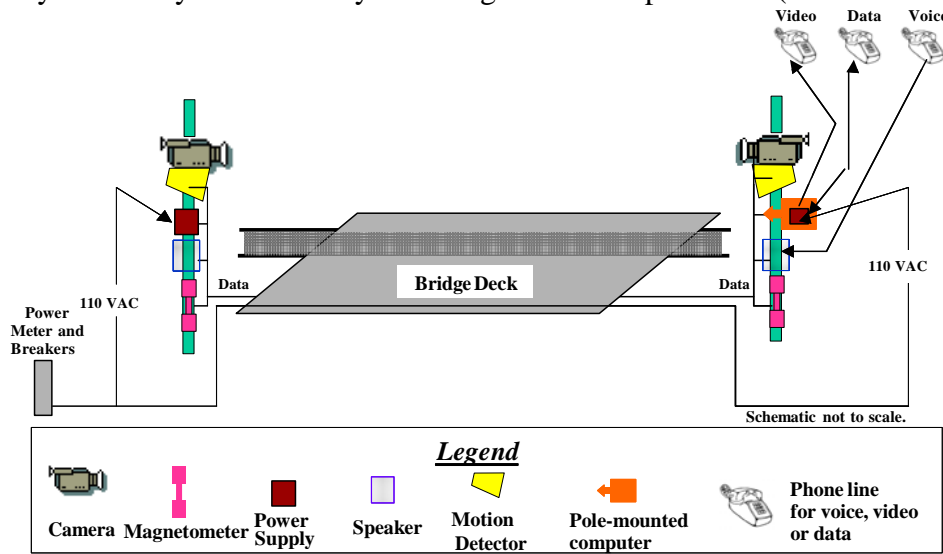 Video Data Voice
Data
Bridge Deck
Data
110 VAC
110 VAC
Power
Meter and
Breakers
Schematic not to scale.
Legend
Camera
Magnetometer
Power
Supply
Speaker
Motion
Detector
Pole-mounted
computer
Phone line
for voice, video
or data